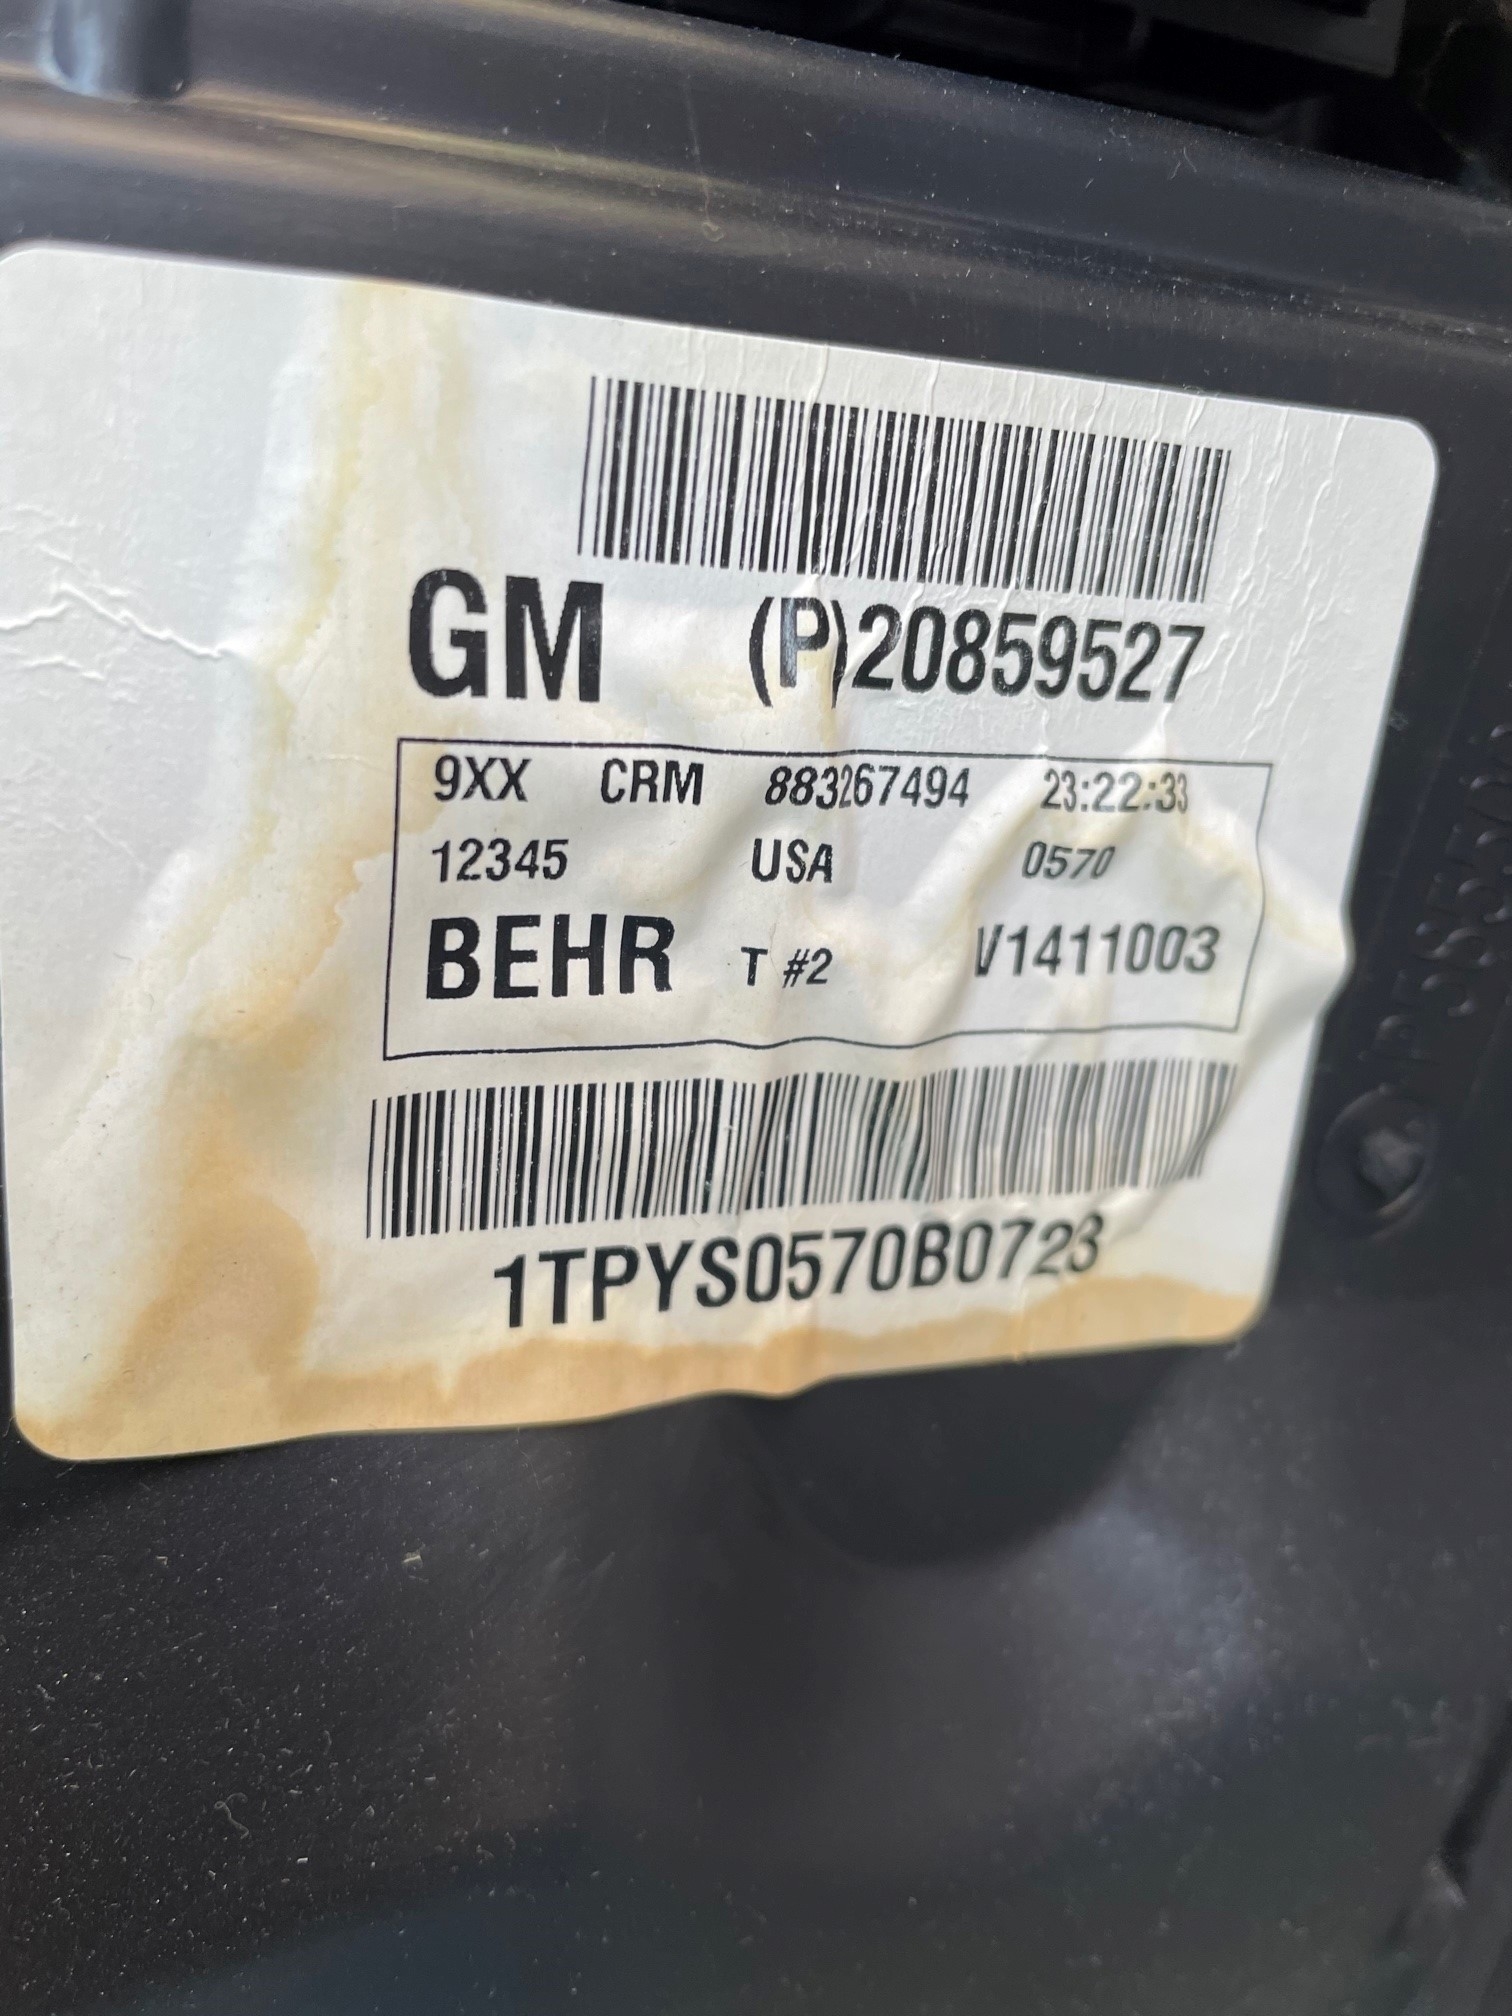 GM (P)20859527
9XX CRM 883267494 23:22:33
12345 USA 0570
BEHR T #2 V1411003
1TPYS0570B0723